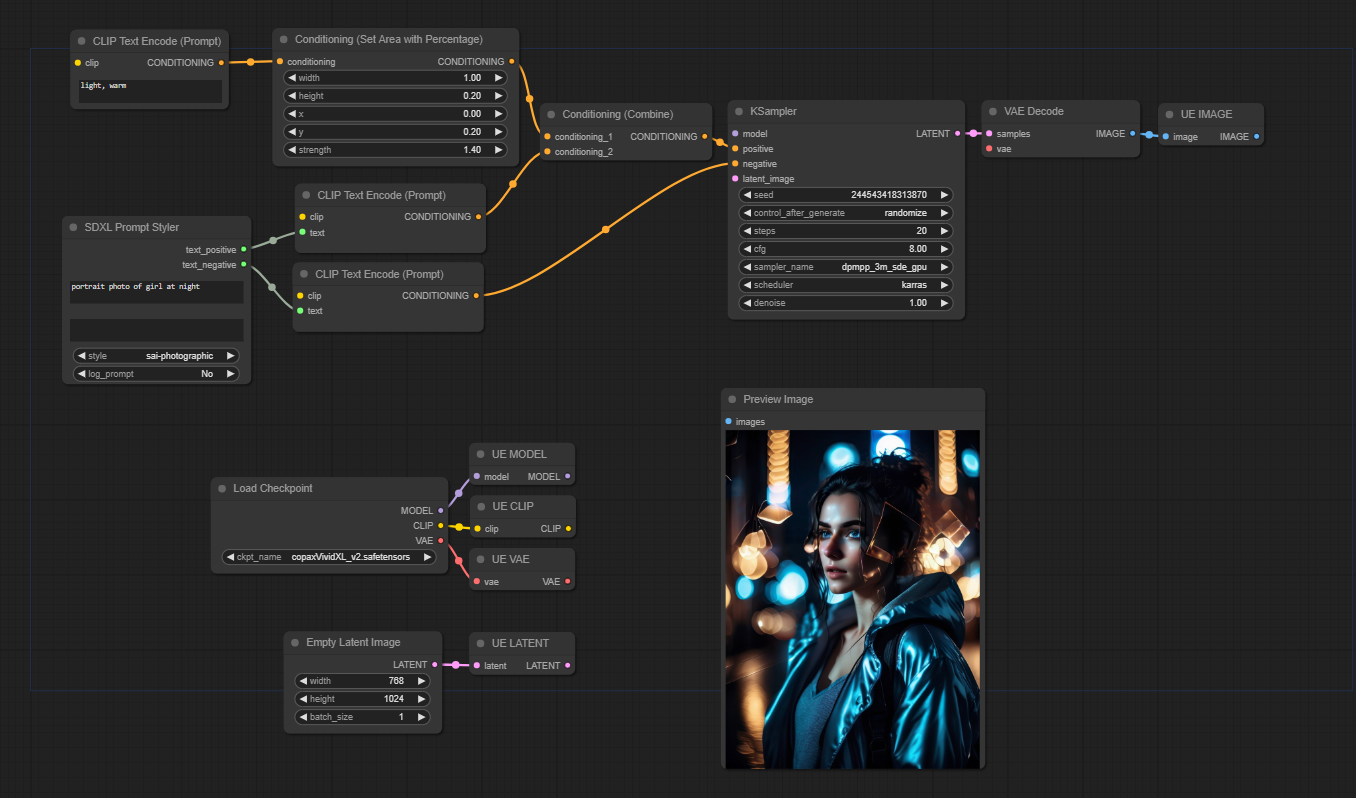 CLIP Text Encode (Prompt)
clip CONDITIONING
light, warm
Conditioning (Set Area with Percentage)
conditioning CONDITIONING
width 1.00
height 0.20
x 0.00
y 0.20
strength 1.40
Conditioning (Combine)
conditioning_1 CONDITIONING
conditioning_2
KSampler
model LATENT
positive
negative
latent_image
seed 244543418313870
control_after_generate randomize
steps 20
cfg 8.00
sampler_name dpmpp_3m_sde_gpu
scheduler karras
denoise 1.00
VAE Decode
samples IMAGE
vae
UE IMAGE
image IMAGE
CLIP Text Encode (Prompt)
clip CONDITIONING
text
SDXL Prompt Styler
text_positive
text_negative
portrait photo of girl at night
style sai-photographic
log_prompt No
CLIP Text Encode (Prompt)
clip CONDITIONING
text
Preview Image
images
Load Checkpoint
MODEL
CLIP
VAE
ckpt_name copaxVividXL_v2.safetensors
UE MODEL
model MODEL
UE CLIP
clip CLIP
UE VAE
vae VAE
Empty Latent Image
LATENT
width 768
height 1024
batch_size 1
UE LATENT
latent LATENT